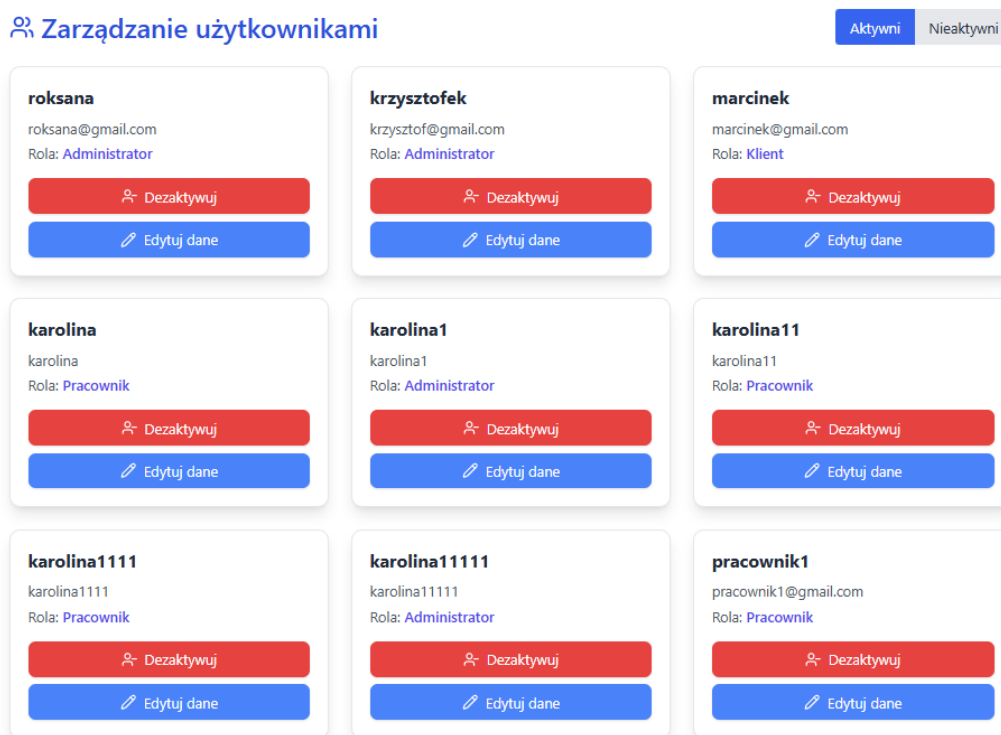 Zarządzanie użytkownikami
Aktywni Nieaktywni
roksana
roksana@gmail.com
Rola: Administrator
Dezaktywuj
Edytuj dane
krzysztofek
krzysztof@gmail.com
Rola: Administrator
Dezaktywuj
Edytuj dane
marcinek
marcinek@gmail.com
Rola: Klient
Dezaktywuj
Edytuj dane
karolina
karolina
Rola: Pracownik
Dezaktywuj
Edytuj dane
karolina1
karolina1
Rola: Administrator
Dezaktywuj
Edytuj dane
karolina11
karolina11
Rola: Pracownik
Dezaktywuj
Edytuj dane
karolina1111
karolina1111
Rola: Pracownik
Dezaktywuj
Edytuj dane
karolina11111
karolina11111
Rola: Administrator
Dezaktywuj
Edytuj dane
pracownik1
pracownik1@gmail.com
Rola: Pracownik
Dezaktywuj
Edytuj dane